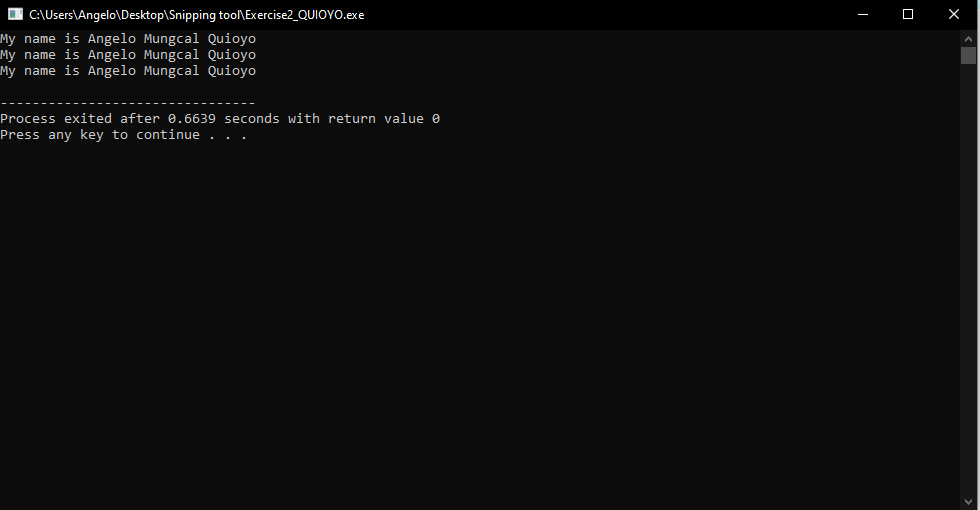 C:\Users\Angelo\Desktop\Snipping tool\Exercise2_QUIOYO.exe
My name is Angelo Mungcal Quioyo
My name is Angelo Mungcal Quioyo
My name is Angelo Mungcal Quioyo
--------------------------------
Process exited after 0.6639 seconds with return value 0
Press any key to continue . . .